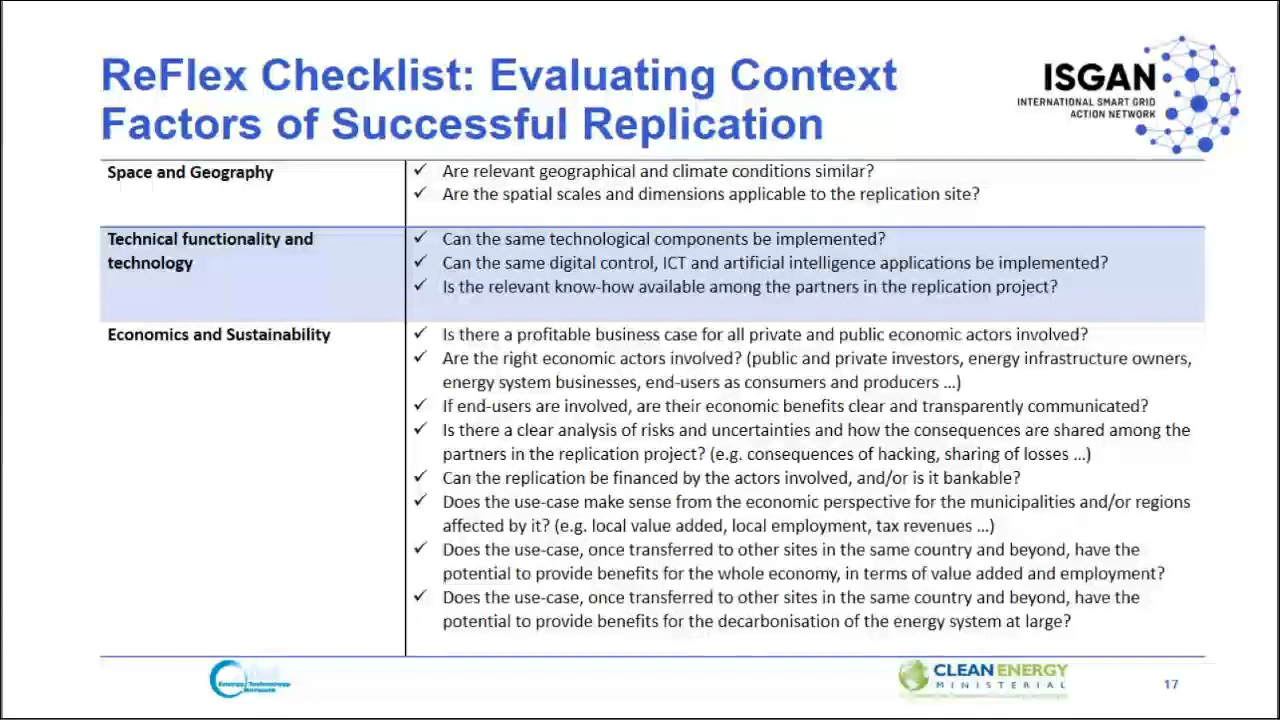 ReFlex Checklist: Evaluating Context
Factors of Successful Replication
ISGAN
INTERNATIONAL SMART GRID
ACTION NETWORK
Space and Geography
✓ Are relevant geographical and climate conditions similar?
✓ Are the spatial scales and dimensions applicable to the replication site?
Technical functionality and
technology
✓ Can the same technological components be implemented?
✓ Can the same digital control, ICT and artificial intelligence applications be implemented?
✓ Is the relevant know-how available among the partners in the replication project?
Economics and Sustainability
✓ Is there a profitable business case for all private and public economic actors involved?
✓ Are the right economic actors involved? (public and private investors, energy infrastructure owners,
energy system businesses, end-users as consumers and producers …)
✓ If end-users are involved, are their economic benefits clear and transparently communicated?
✓ Is there a clear analysis of risks and uncertainties and how the consequences are shared among the
partners in the replication project? (e.g. consequences of hacking, sharing of losses …)
✓ Can the replication be financed by the actors involved, and/or is it bankable?
✓ Does the use-case make sense from the economic perspective for the municipalities and/or regions
affected by it? (e.g. local value added, local employment, tax revenues …)
✓ Does the use-case, once transferred to other sites in the same country and beyond, have the
potential to provide benefits for the whole economy, in terms of value added and employment?
✓ Does the use-case, once transferred to other sites in the same country and beyond, have the
potential to provide benefits for the decarbonisation of the energy system at large?
Energy Technology
Network
CLEAN ENERGY
MINISTERIAL
17